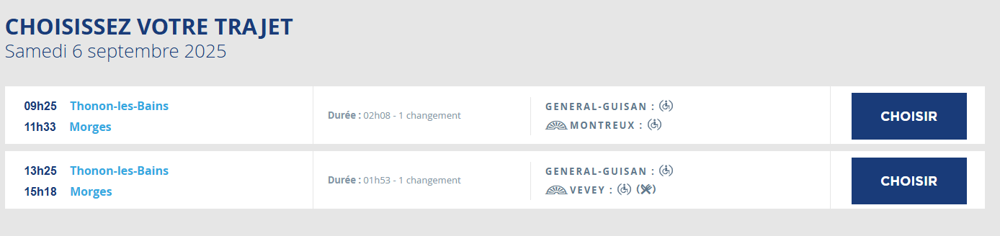 CHOISISSEZ VOTRE TRAJET
Samedi 6 septembre 2025
09h25 Thonon-les-Bains
11h33 Morges
Durée : 02h08 - 1 changement
GENERAL-GUISAN :
MONTREUX :
CHOISIR
13h25 Thonon-les-Bains
15h18 Morges
Durée : 01h53 - 1 changement
GENERAL-GUISAN :
VEVEY : ( )
CHOISIR